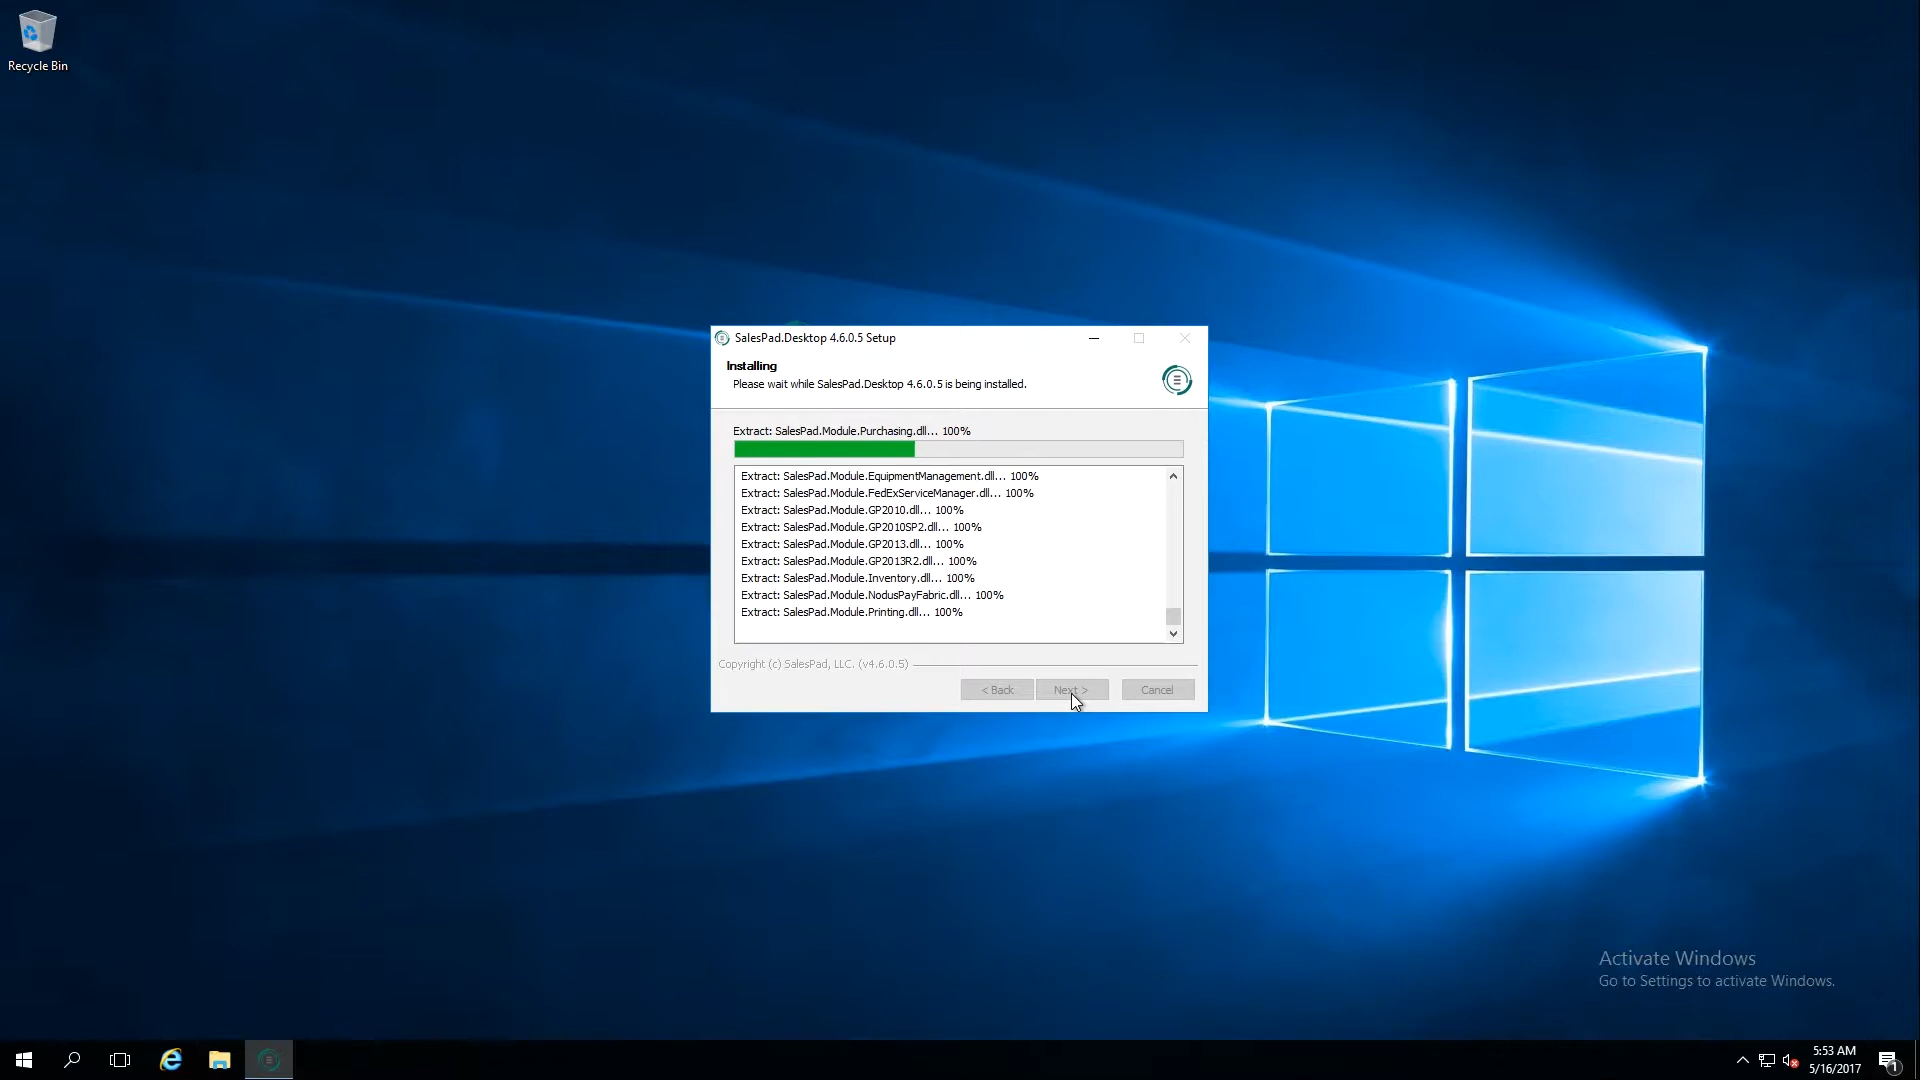 Recycle Bin
SalesPad.Desktop 4.6.0.5 Setup
Installing
Please wait while SalesPad.Desktop 4.6.0.5 is being installed.
Extract: SalesPad.Module.Purchasing.dll... 100%
Extract: SalesPad.Module.EquipmentManagement.dll... 100%
Extract: SalesPad.Module.FedExServiceManager.dll... 100%
Extract: SalesPad.Module.GP2010.dll... 100%
Extract: SalesPad.Module.GP2010SP2.dll... 100%
Extract: SalesPad.Module.GP2013.dll... 100%
Extract: SalesPad.Module.GP2013R2.dll... 100%
Extract: SalesPad.Module.Inventory.dll... 100%
Extract: SalesPad.Module.NodusPayFabric.dll... 100%
Extract: SalesPad.Module.Printing.dll... 100%
Copyright (c) SalesPad, LLC. (v4.6.0.5)
< Back Next > Cancel
Activate Windows
Go to Settings to activate Windows.
5:53 AM
5/16/2017
1